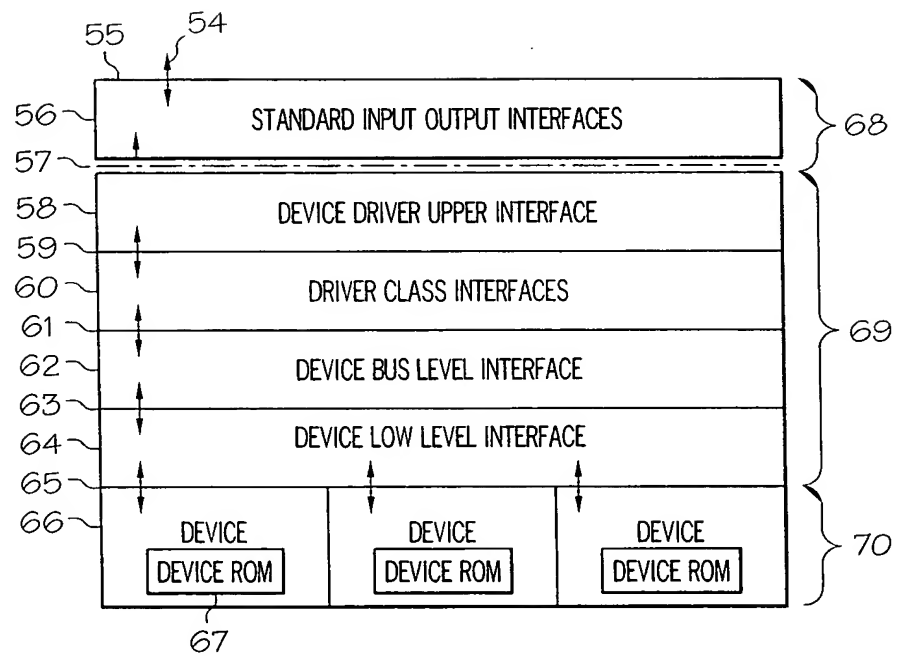 55
54
56
STANDARD INPUT OUTPUT INTERFACES
68
57
58
DEVICE DRIVER UPPER INTERFACE
59
60
DRIVER CLASS INTERFACES
61
69
62
DEVICE BUS LEVEL INTERFACE
63
64
DEVICE LOW LEVEL INTERFACE
65
66
DEVICE DEVICE DEVICE
70
DEVICE ROM DEVICE ROM DEVICE ROM
67